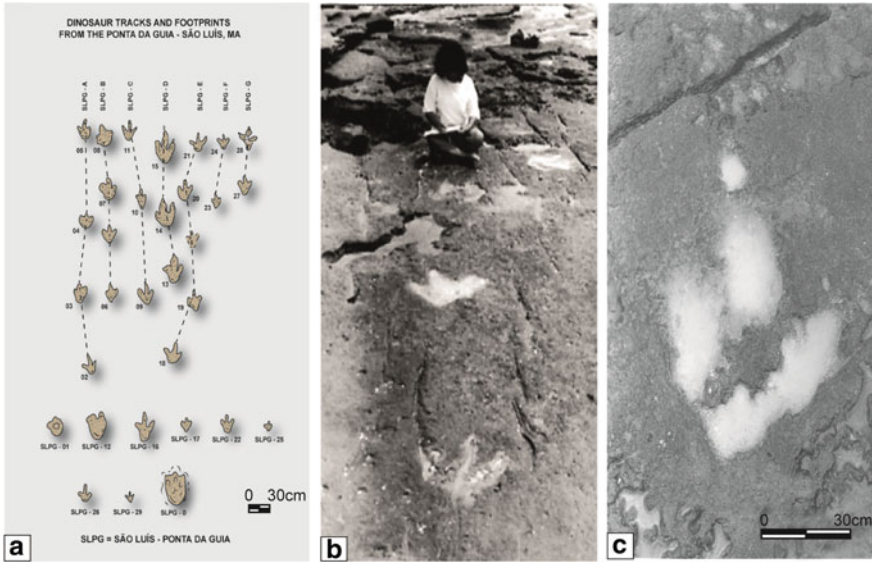 DINOSAUR TRACKS AND FOOTPRINTS
FROM THE PONTA DA GUIA - SÃO LUÍS, MA
SLPG - A
SLPG - B
SLPG - C
SLPG - D
SLPG - E
SLPG - F
SLPG - G
05
08
11
15
21
24
28
07
10
14
20
23
27
04
13
03
06
09
19
02
18
SLPG - 01
SLPG - 12
SLPG - 16
SLPG - 17
SLPG - 22
SLPG - 25
SLPG - 26
SLPG - 29
SLPG - 0
0 30cm
SLPG = SÃO LUÍS - PONTA DA GUIA
a
b
c
0 30cm